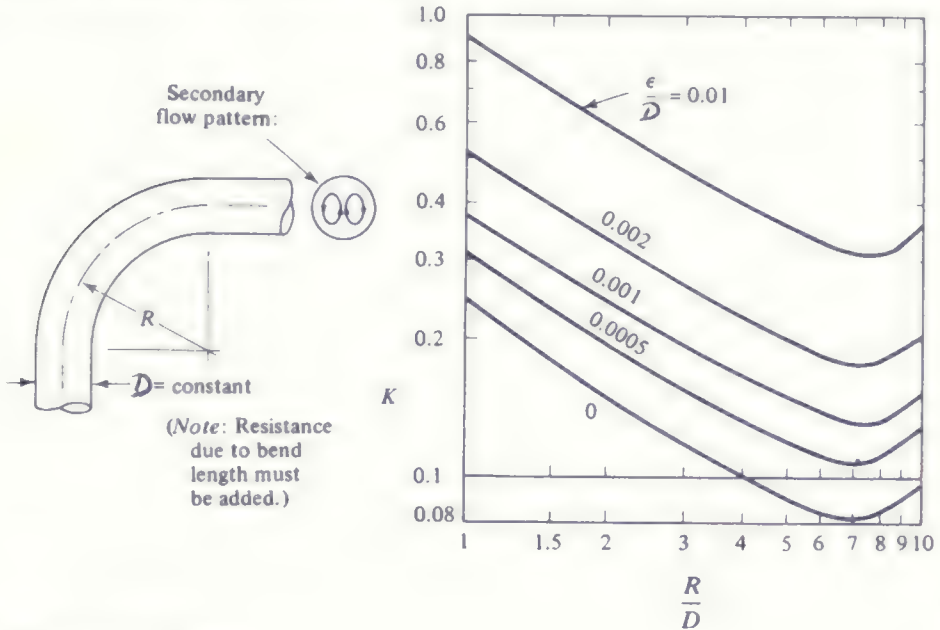 Secondary
flow pattern:
R
D = constant
(Note: Resistance
due to bend
length must
be added.)
K
1.0
0.8
0.6
0.4
0.3
0.2
0.1
0.08
ϵ
D
= 0.01
0.002
0.001
0.0005
0
1 1.5 2 3 4 5 6 7 8 9 10
R
D